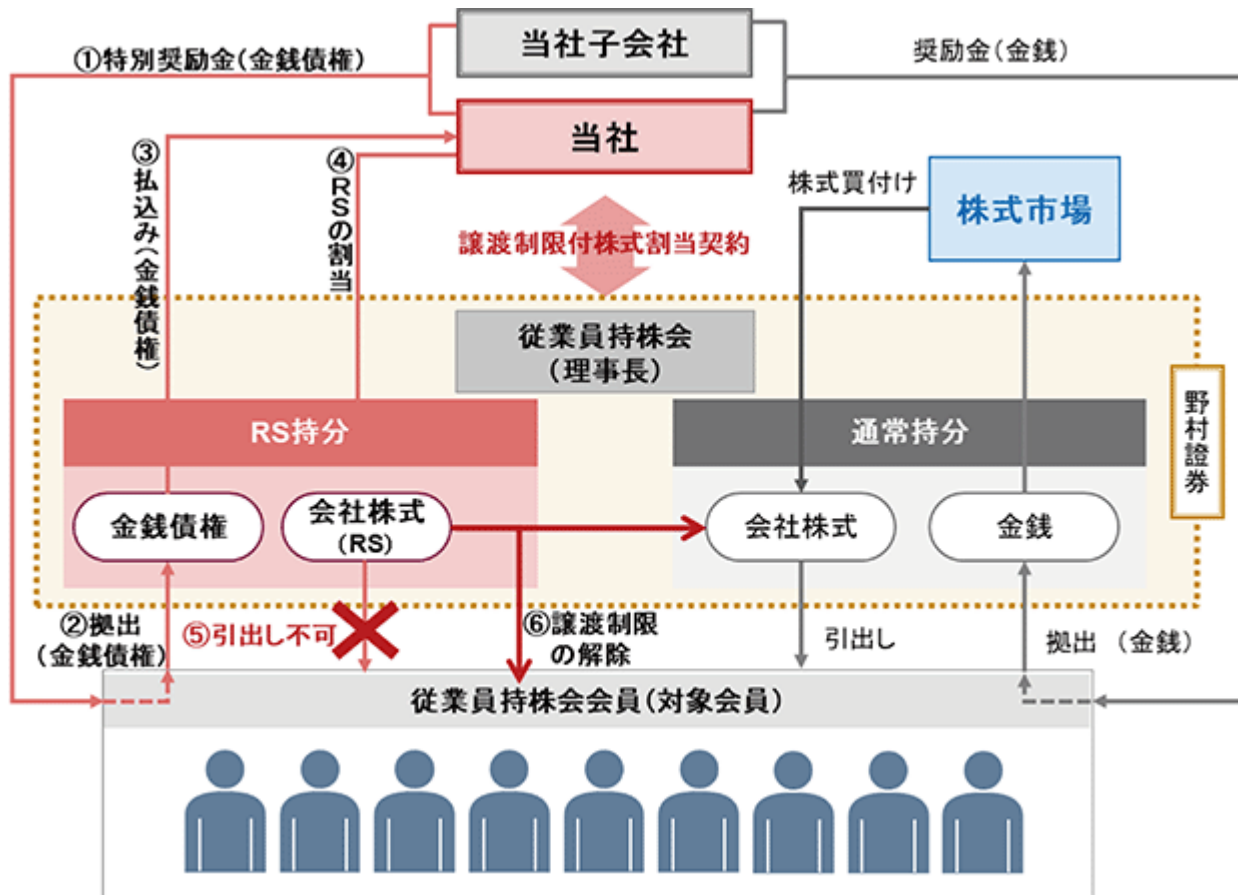 当社子会社
①特別奨励金(金銭債権)
奨励金(金銭)
当社
③払込み(金銭債権)
④RSの割当
株式買付け
株式市場
譲渡制限付株式割当契約
従業員持株会
(理事長)
野村證券
RS持分
通常持分
金銭債権
会社株式
(RS)
会社株式
金銭
②拠出
(金銭債権)
⑤引出し不可
⑥譲渡制限
の解除
引出し
拠出 (金銭)
従業員持株会会員(対象会員)